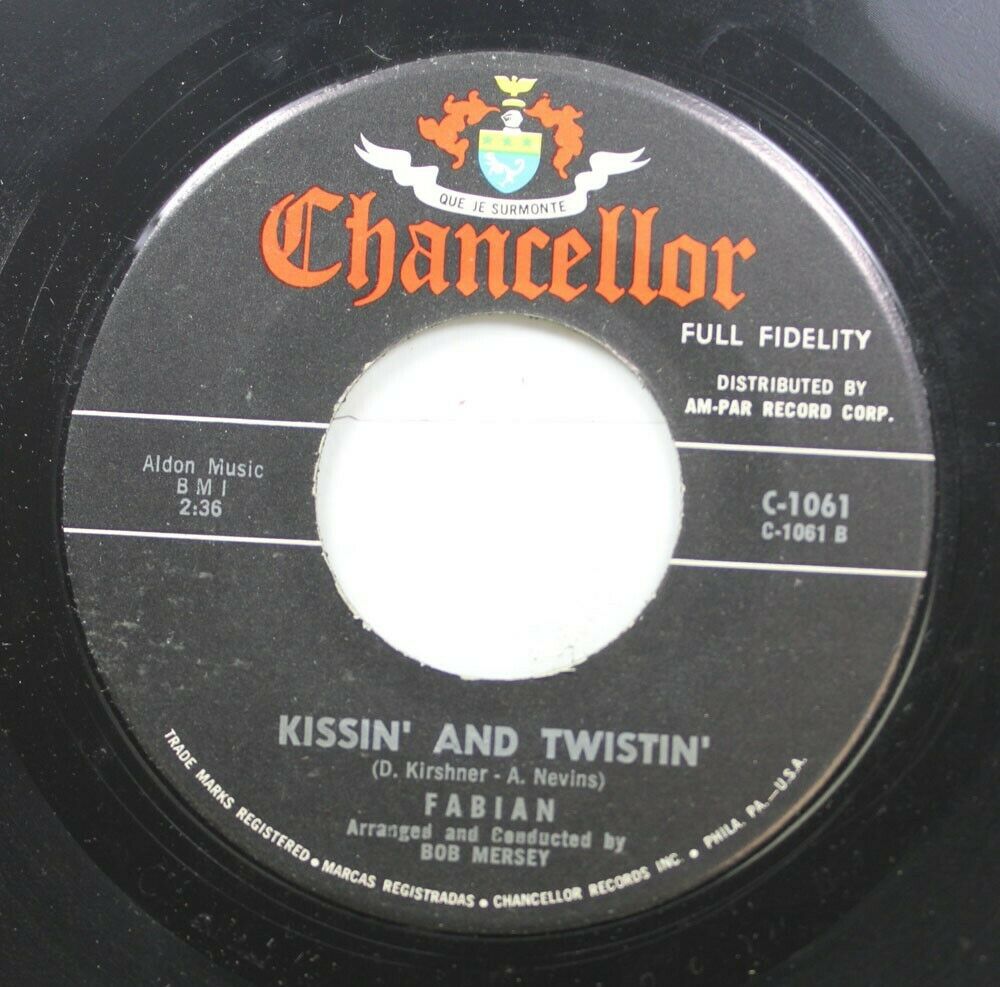 QUE JE SURMONTE
Chancellor
FULL FIDELITY
DISTRIBUTED BY
AM-PAR RECORD CORP.
Aldon Music
B M I
2:36
C-1061
C-1061 B
KISSIN' AND TWISTIN'
(D. Kirshner - A. Nevins)
FABIAN
Arranged and Conducted by
BOB MERSEY
TRADE MARKS REGISTERED • MARCAS REGISTRADAS • CHANCELLOR RECORDS INC. • PHILA. PA.—U.S.A.